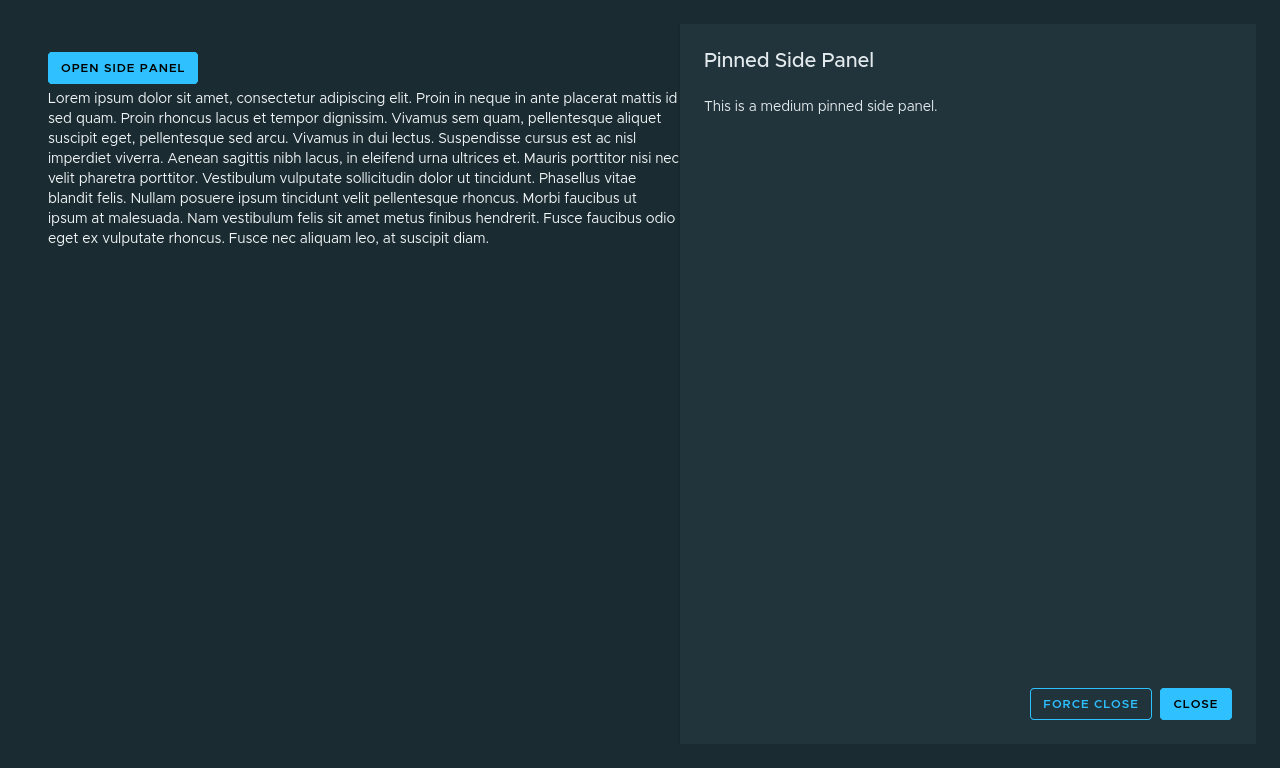 OPEN SIDE PANEL
Lorem ipsum dolor sit amet, consectetur adipiscing elit. Proin in neque in ante placerat mattis id
sed quam. Proin rhoncus lacus et tempor dignissim. Vivamus sem quam, pellentesque aliquet
suscipit eget, pellentesque sed arcu. Vivamus in dui lectus. Suspendisse cursus est ac nisl
imperdiet viverra. Aenean sagittis nibh lacus, in eleifend urna ultrices et. Mauris porttitor nisi nec
velit pharetra porttitor. Vestibulum vulputate sollicitudin dolor ut tincidunt. Phasellus vitae
blandit felis. Nullam posuere ipsum tincidunt velit pellentesque rhoncus. Morbi faucibus ut
ipsum at malesuada. Nam vestibulum felis sit amet metus finibus hendrerit. Fusce faucibus odio
eget ex vulputate rhoncus. Fusce nec aliquam leo, at suscipit diam.
Pinned Side Panel
This is a medium pinned side panel.
FORCE CLOSE
CLOSE